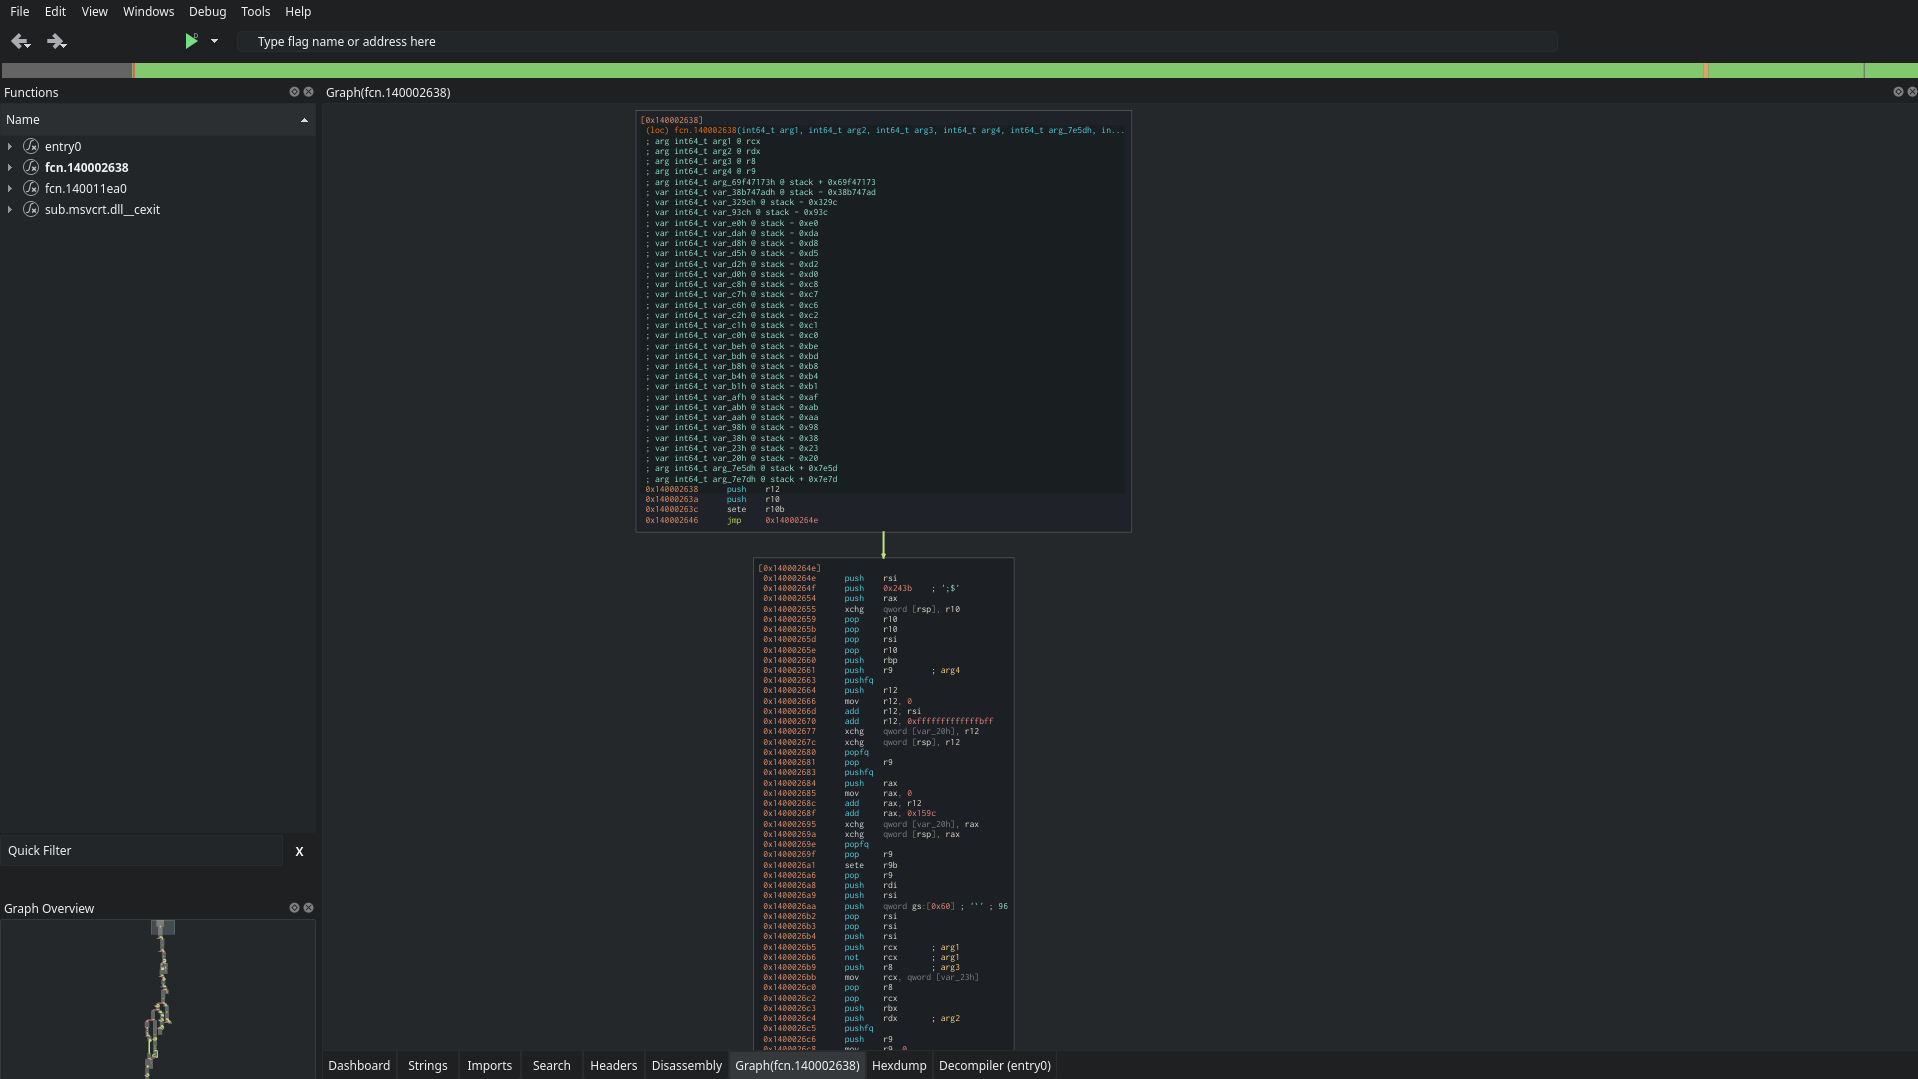 File Edit View Windows Debug Tools Help
Type flag name or address here
Functions
Name
entry0
fcn.140002638
fcn.140011ea0
sub.msvcrt.dll__cexit
Quick Filter X
Graph Overview
Graph(fcn.140002638)
[0x140002638]
(loc) fcn.140002638(int64_t arg1, int64_t arg2, int64_t arg3, int64_t arg4, int64_t arg_7e5dh, in...
; arg int64_t arg1 @ rcx
; arg int64_t arg2 @ rdx
; arg int64_t arg3 @ r8
; arg int64_t arg4 @ r9
; arg int64_t arg_69f47173h @ stack + 0x69f47173
; var int64_t var_38b747adh @ stack - 0x38b747ad
; var int64_t var_329ch @ stack - 0x329c
; var int64_t var_93ch @ stack - 0x93c
; var int64_t var_e0h @ stack - 0xe0
; var int64_t var_dah @ stack - 0xda
; var int64_t var_d8h @ stack - 0xd8
; var int64_t var_d5h @ stack - 0xd5
; var int64_t var_d2h @ stack - 0xd2
; var int64_t var_d0h @ stack - 0xd0
; var int64_t var_c8h @ stack - 0xc8
; var int64_t var_c7h @ stack - 0xc7
; var int64_t var_c6h @ stack - 0xc6
; var int64_t var_c2h @ stack - 0xc2
; var int64_t var_c1h @ stack - 0xc1
; var int64_t var_c0h @ stack - 0xc0
; var int64_t var_beh @ stack - 0xbe
; var int64_t var_bdh @ stack - 0xbd
; var int64_t var_b8h @ stack - 0xb8
; var int64_t var_b4h @ stack - 0xb4
; var int64_t var_b1h @ stack - 0xb1
; var int64_t var_afh @ stack - 0xaf
; var int64_t var_abh @ stack - 0xab
; var int64_t var_aah @ stack - 0xaa
; var int64_t var_98h @ stack - 0x98
; var int64_t var_38h @ stack - 0x38
; var int64_t var_23h @ stack - 0x23
; var int64_t var_20h @ stack - 0x20
; arg int64_t arg_7e5dh @ stack + 0x7e5d
; arg int64_t arg_7e7dh @ stack + 0x7e7d
0x140002638 push r12
0x14000263a push r10
0x14000263c sete r10b
0x140002646 jmp 0x14000264e
[0x14000264e]
0x14000264e push rsi
0x14000264f push 0x243b ; ';$'
0x140002654 push rax
0x140002655 xchg qword [rsp], r10
0x140002659 pop r10
0x14000265b pop r10
0x14000265d pop rsi
0x14000265e pop r10
0x140002660 push rbp
0x140002661 push r9 ; arg4
0x140002663 pushfq
0x140002664 push r12
0x140002666 mov r12, 0
0x14000266d add r12, rsi
0x140002670 add r12, 0xfffffffffffffbff
0x140002677 xchg qword [var_20h], r12
0x14000267c xchg qword [rsp], r12
0x140002680 popfq
0x140002681 pop r9
0x140002683 pushfq
0x140002684 push rax
0x140002685 mov rax, 0
0x14000268c add rax, r12
0x14000268f add rax, 0x159c
0x140002695 xchg qword [var_20h], rax
0x14000269a xchg qword [rsp], rax
0x14000269e popfq
0x14000269f pop r9
0x1400026a1 sete r9b
0x1400026a6 pop r9
0x1400026a8 push rdi
0x1400026a9 push rsi
0x1400026aa push qword gs:[0x60] ; '`' ; 96
0x1400026b2 pop rsi
0x1400026b3 pop rsi
0x1400026b4 push rsi
0x1400026b5 push rcx ; arg1
0x1400026b6 not rcx ; arg1
0x1400026b9 push r8 ; arg3
0x1400026bb mov rcx, qword [var_23h]
0x1400026c0 pop r8
0x1400026c2 pop rcx
0x1400026c3 push rbx
0x1400026c4 push rdx ; arg2
0x1400026c5 pushfq
0x1400026c6 push r9
0x1400026c8 mov r9, 0
Dashboard Strings Imports Search Headers Disassembly Graph(fcn.140002638) Hexdump Decompiler (entry0)